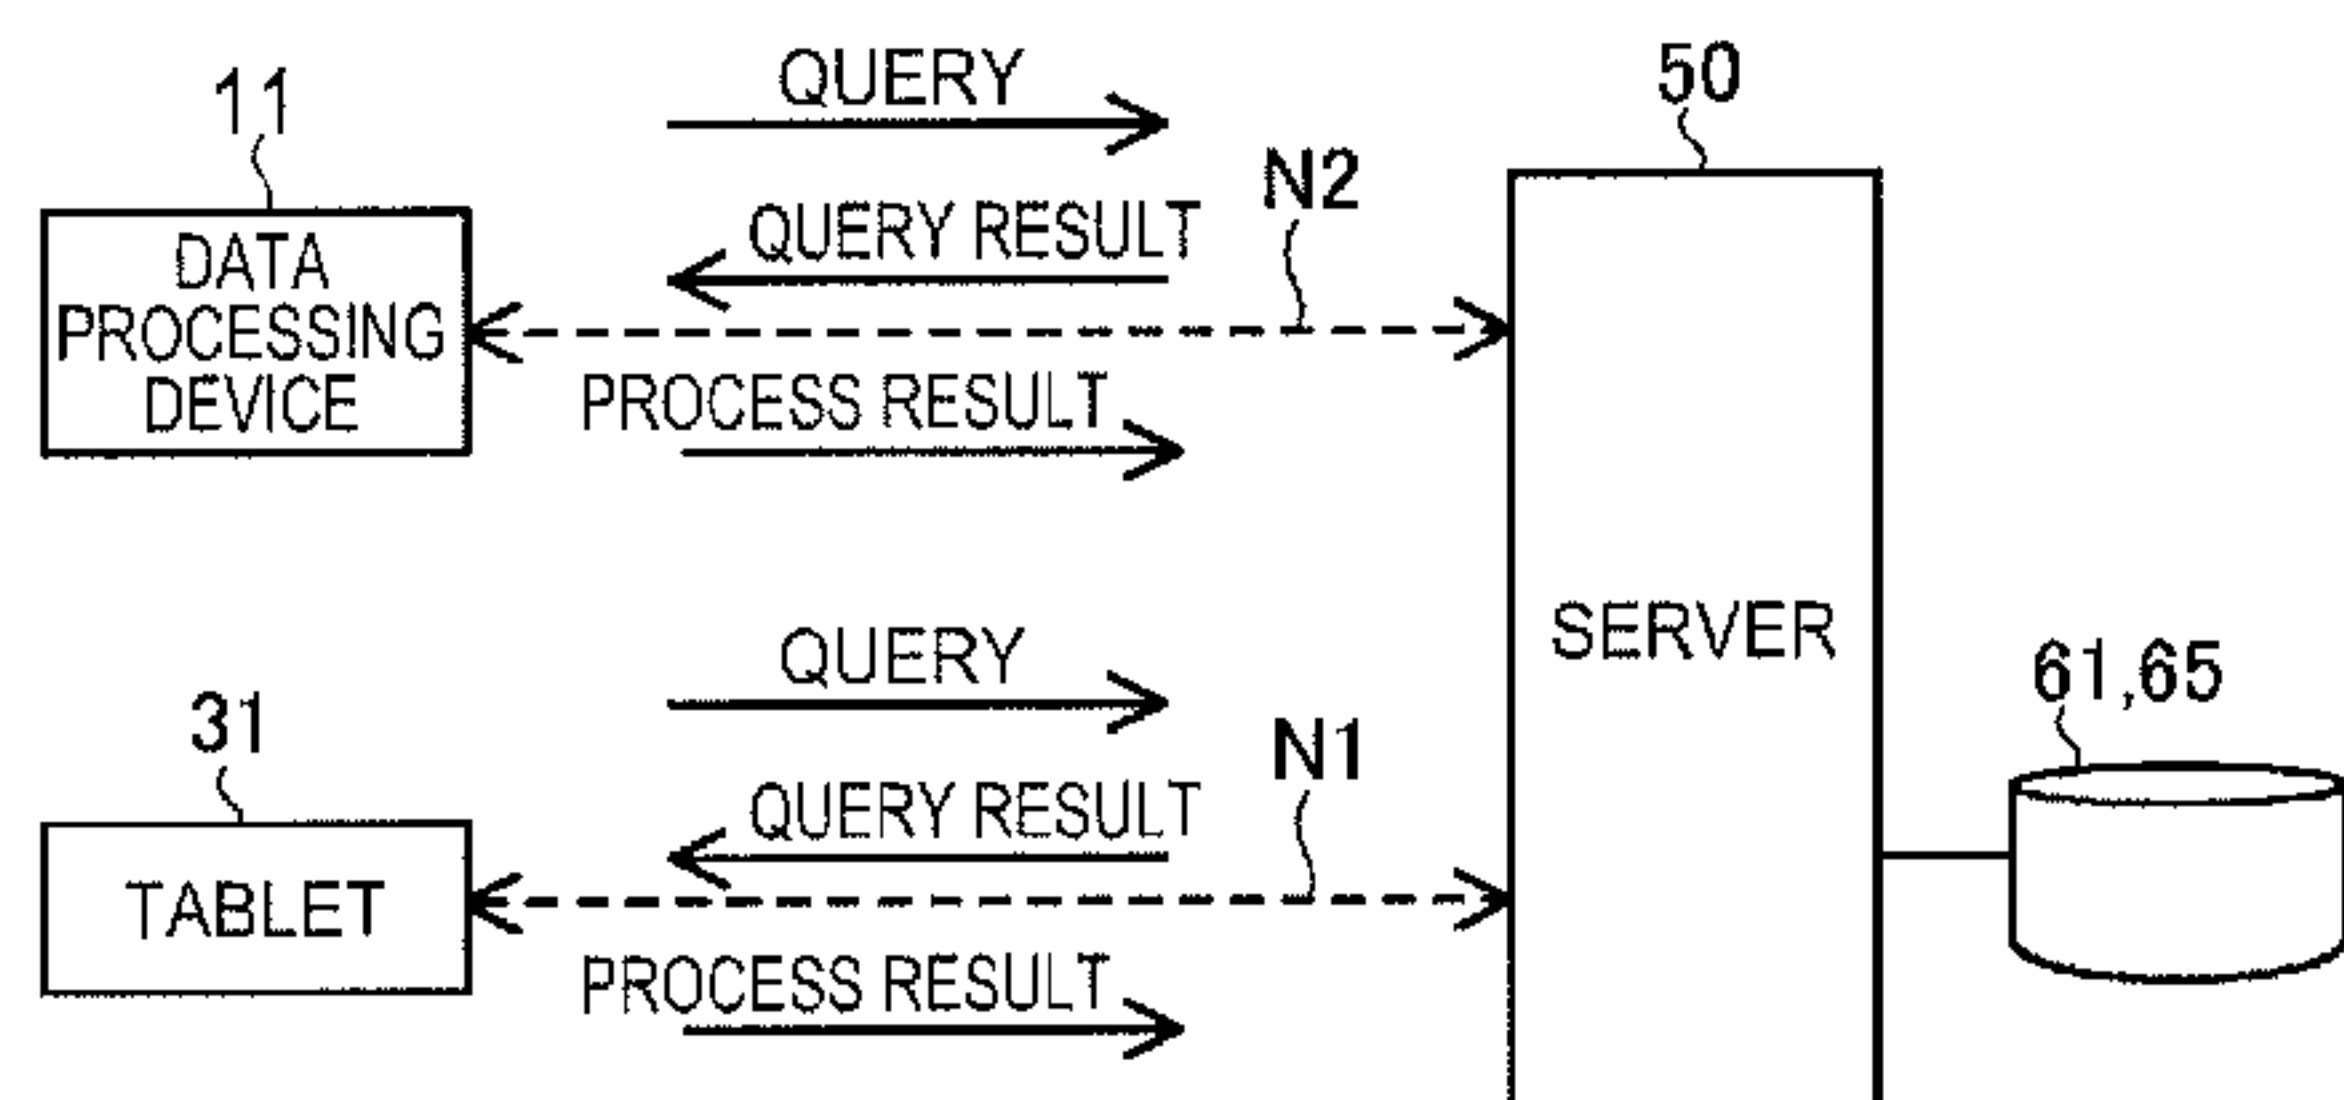 11
QUERY
50
N2
QUERY RESULT
DATA
PROCESSING
DEVICE
PROCESS RESULT
QUERY
SERVER
61,65
31
N1
QUERY RESULT
TABLET
PROCESS RESULT